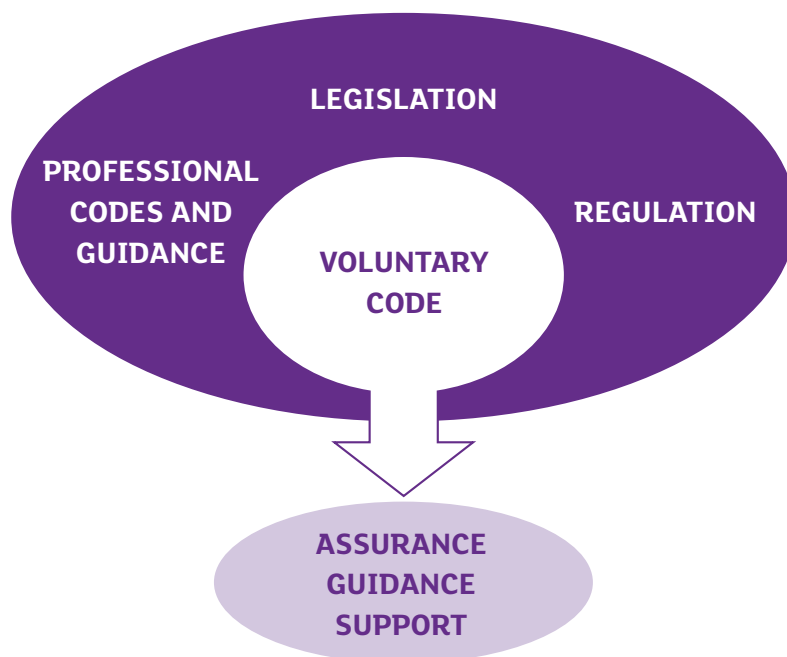 LEGISLATION
PROFESSIONAL
CODES AND
GUIDANCE
REGULATION
VOLUNTARY
CODE
ASSURANCE
GUIDANCE
SUPPORT